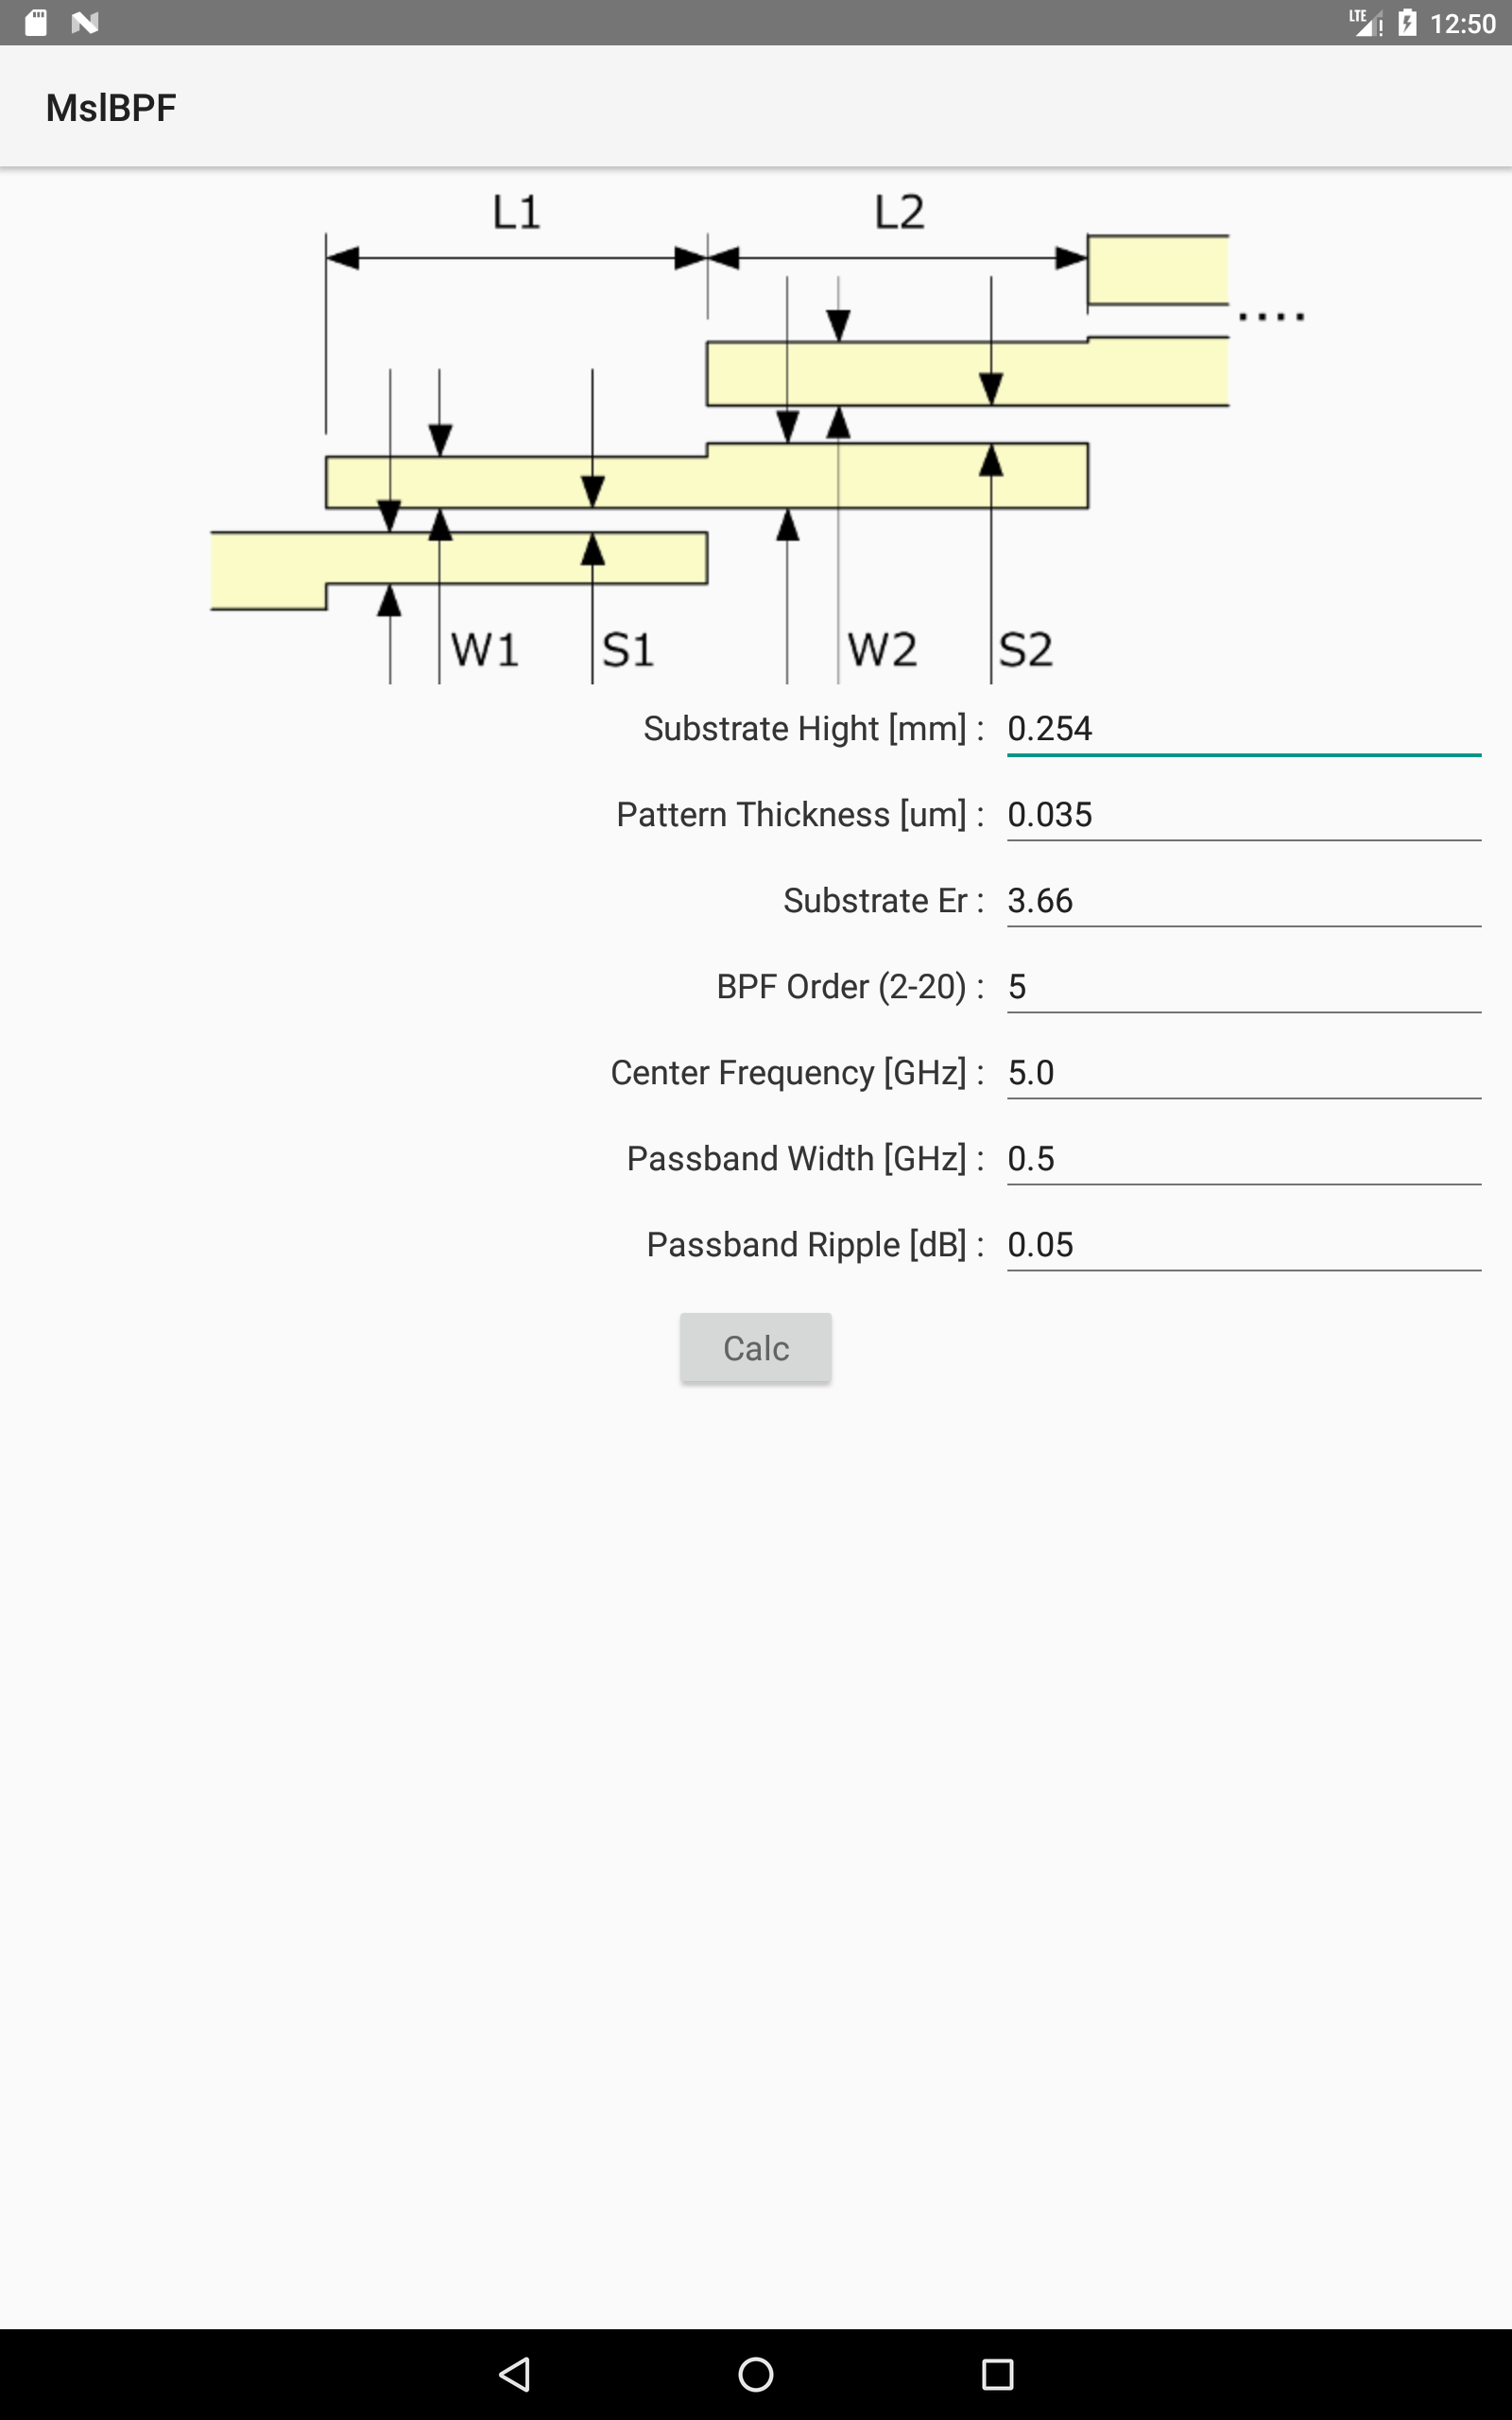 LTE 12:50
MslBPF
L1 L2
....
W1 S1 W2 S2
Substrate Hight [mm] : 0.254
Pattern Thickness [um] : 0.035
Substrate Er : 3.66
BPF Order (2-20) : 5
Center Frequency [GHz] : 5.0
Passband Width [GHz] : 0.5
Passband Ripple [dB] : 0.05
Calc